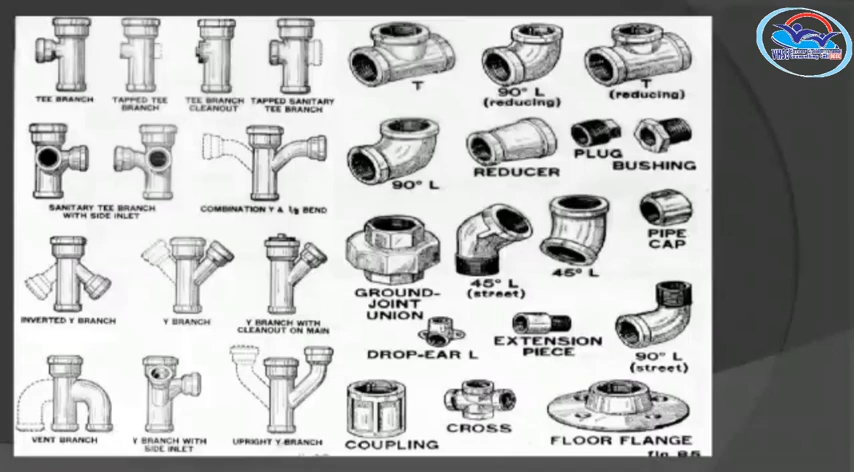 TEE BRANCH
TAPPED TEE
BRANCH
TEE BRANCH
CLEANOUT
TAPPED SANITARY
TEE BRANCH
SANITARY TEE BRANCH
WITH SIDE INLET
COMBINATION Y & 1/8 BEND
INVERTED Y BRANCH
Y BRANCH
Y BRANCH WITH
CLEANOUT ON MAIN
VENT BRANCH
Y BRANCH WITH
SIDE INLET
UPRIGHT Y-BRANCH
T
90° L
(reducing)
T
(reducing)
90° L
REDUCER
PLUG
BUSHING
GROUND-
JOINT
UNION
45° L
(street)
45° L
PIPE
CAP
DROP-EAR L
EXTENSION
PIECE
90° L
(street)
COUPLING
CROSS
FLOOR FLANGE